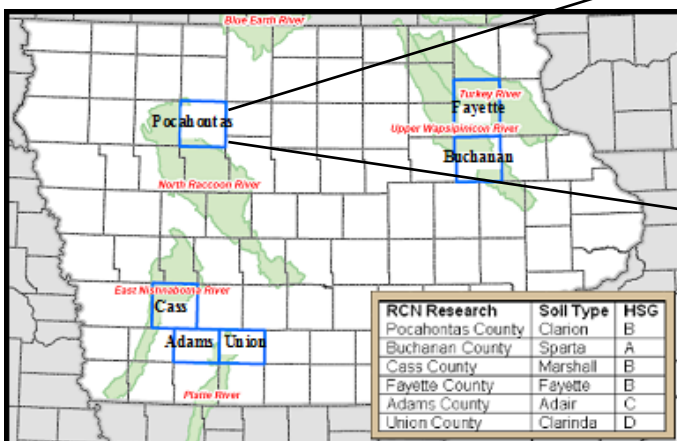 Blue Earth River
Turkey River
Fayette
Pocahontas
Upper Wapsipinicon River
Buchanan
North Raccoon River
East Nishnabotna River
Cass
Adams Union
Platte River
RCN Research Soil Type HSG
Pocahontas County Clarion B
Buchanan County Sparta A
Cass County Marshall B
Fayette County Fayette B
Adams County Adair C
Union County Clarinda D